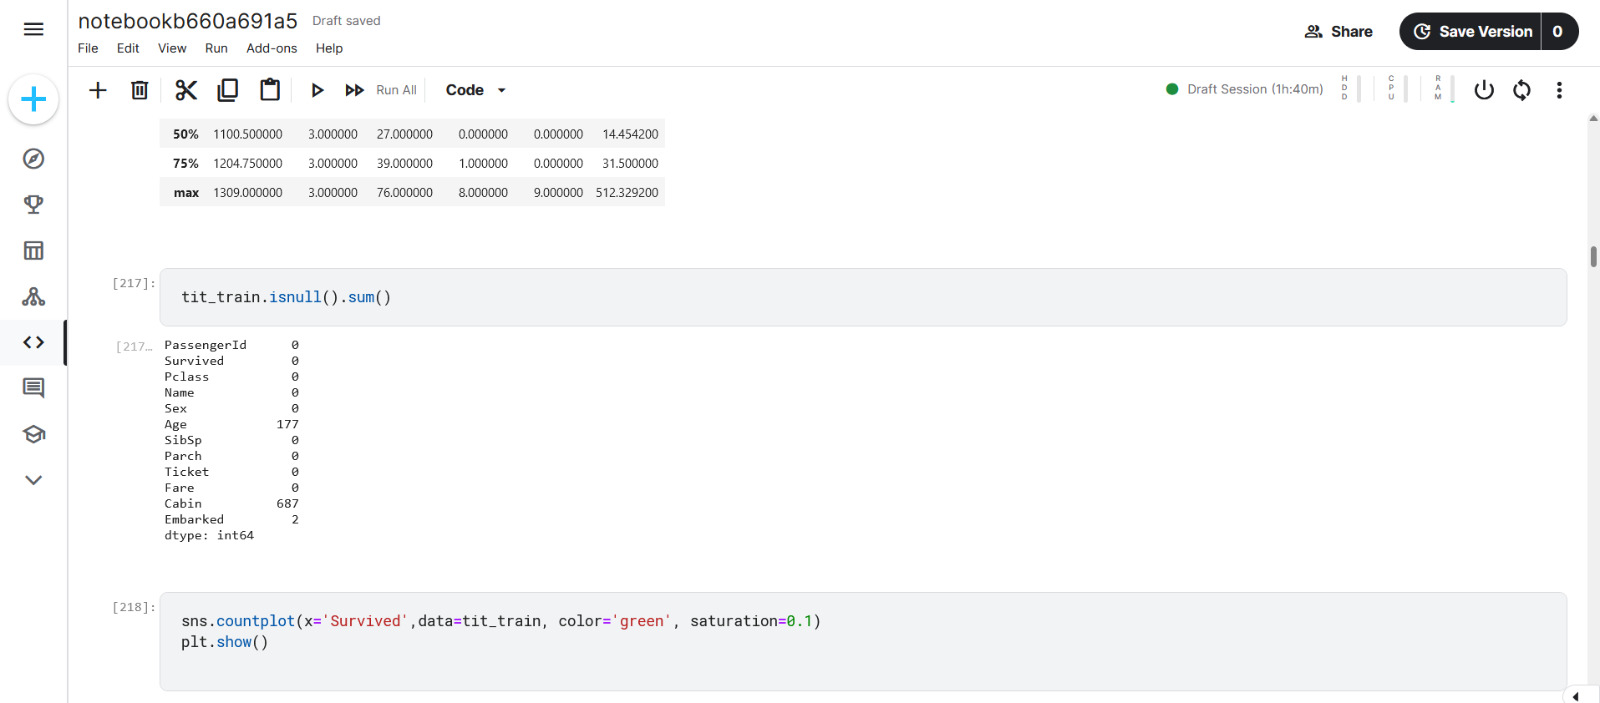 notebookb660a691a5 Draft saved
File Edit View Run Add-ons Help
Share
Save Version 0
Run All Code
Draft Session (1h:40m) HDD CPU RAM
50% 1100.500000 3.000000 27.000000 0.000000 0.000000 14.454200
75% 1204.750000 3.000000 39.000000 1.000000 0.000000 31.500000
max 1309.000000 3.000000 76.000000 8.000000 9.000000 512.329200
[217]:
tit_train.isnull().sum()
[217…
PassengerId 0
Survived 0
Pclass 0
Name 0
Sex 0
Age 177
SibSp 0
Parch 0
Ticket 0
Fare 0
Cabin 687
Embarked 2
dtype: int64
[218]:
sns.countplot(x='Survived',data=tit_train, color='green', saturation=0.1)
plt.show()